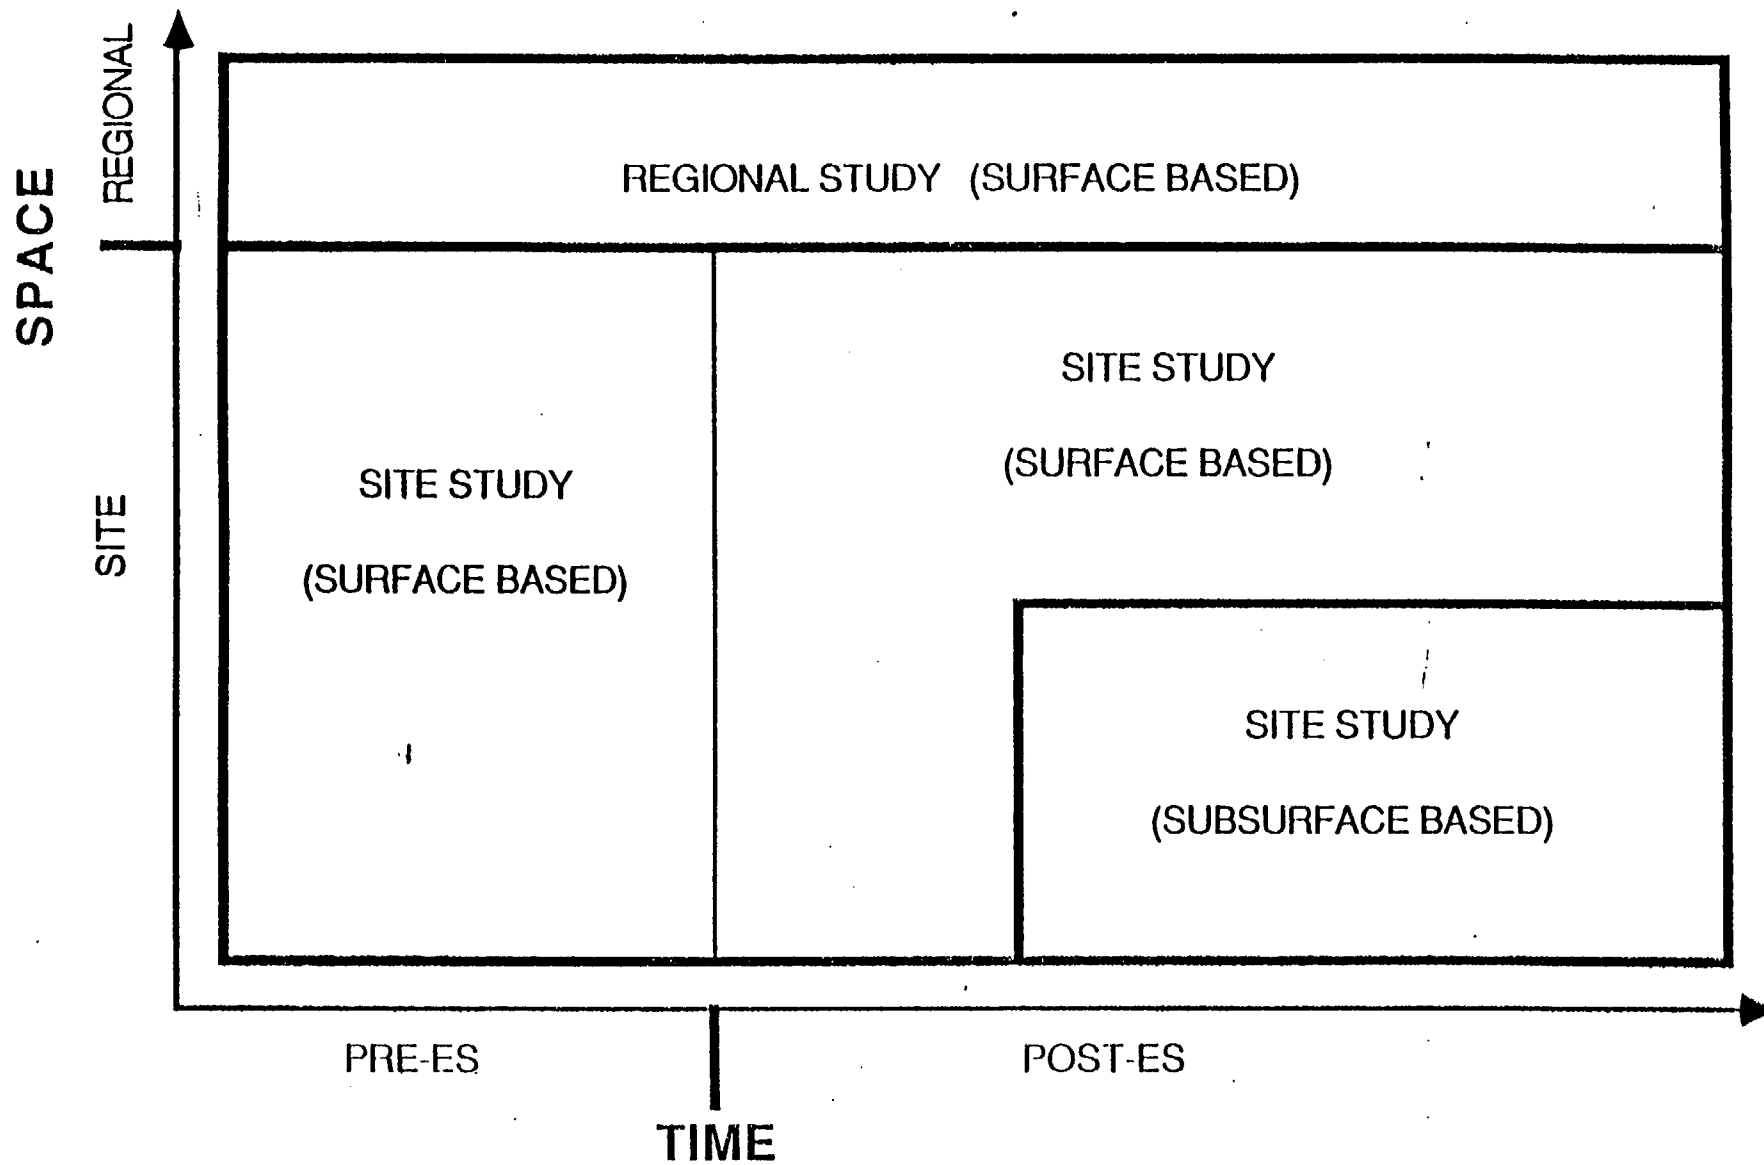 SPACE
REGIONAL
SITE
REGIONAL STUDY (SURFACE BASED)
SITE STUDY
(SURFACE BASED)
SITE STUDY
(SURFACE BASED)
SITE STUDY
(SUBSURFACE BASED)
PRE-ES
POST-ES
TIME